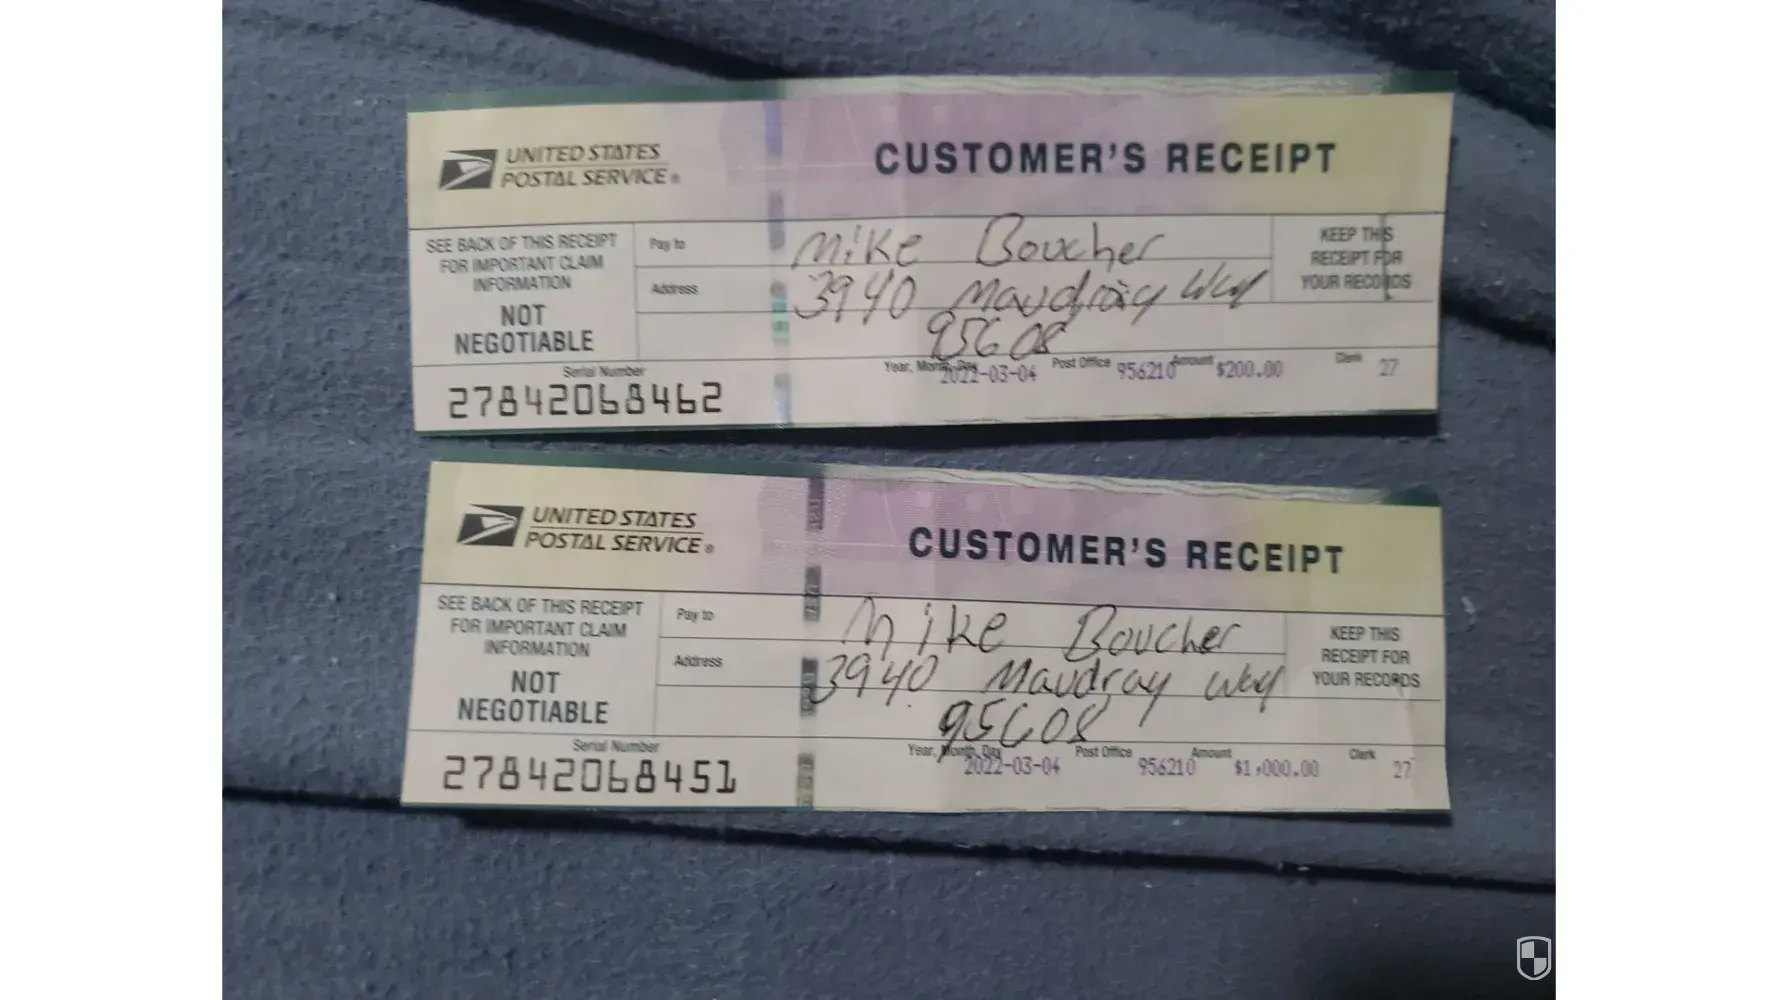 UNITED STATES
POSTAL SERVICE®
CUSTOMER'S RECEIPT
SEE BACK OF THIS RECEIPT
FOR IMPORTANT CLAIM
INFORMATION
NOT
NEGOTIABLE
Pay to
Mike Boucher
Address
3940 Maudray Way
95608
KEEP THIS
RECEIPT FOR
YOUR RECORDS
Serial Number
27842068462
Year, Month, Day
2022-03-04
Post Office
956210
Amount
$200.00
Clerk
27
UNITED STATES
POSTAL SERVICE®
CUSTOMER'S RECEIPT
SEE BACK OF THIS RECEIPT
FOR IMPORTANT CLAIM
INFORMATION
NOT
NEGOTIABLE
Pay to
Mike Boucher
Address
3940 Maudray Way
95608
KEEP THIS
RECEIPT FOR
YOUR RECORDS
Serial Number
27842068451
Year, Month, Day
2022-03-04
Post Office
956210
Amount
$1,000.00
Clerk
27